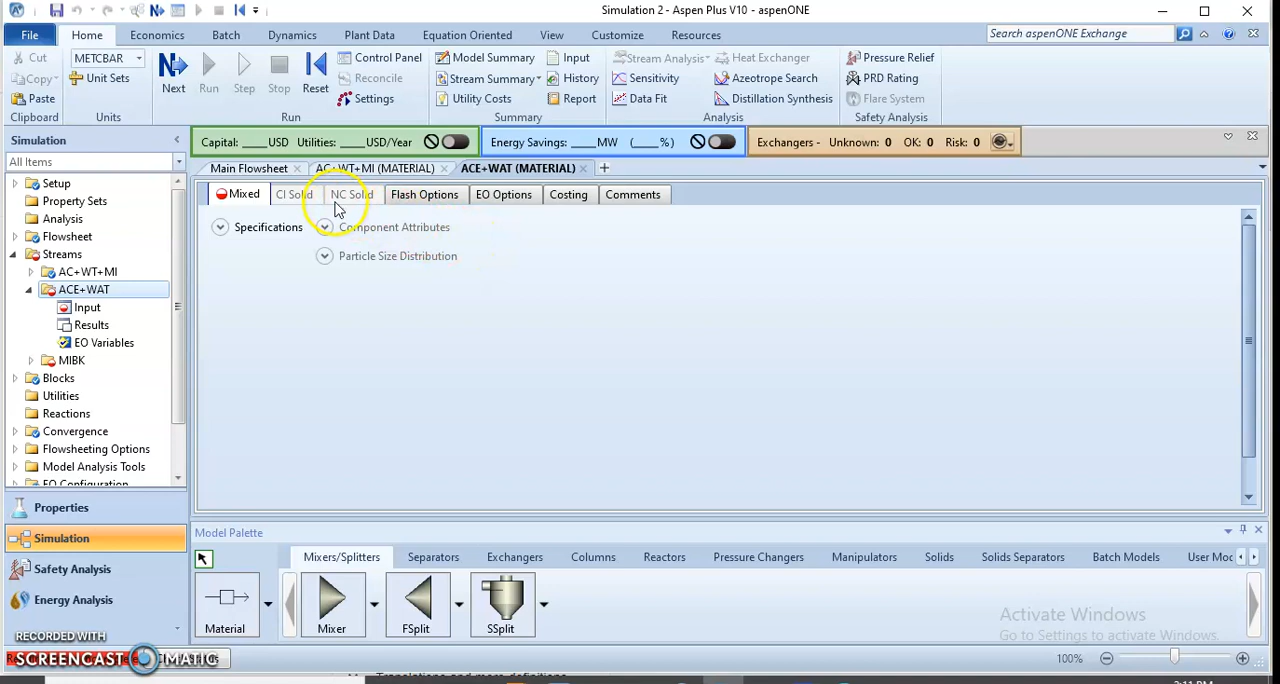 Simulation 2 - Aspen Plus V10 - aspenONE
File Home Economics Batch Dynamics Plant Data Equation Oriented View Customize Resources Search aspenONE Exchange
Cut METCBAR Next Run Step Stop Reset Control Panel Model Summary Input Stream Analysis Heat Exchanger Pressure Relief
Copy Unit Sets Reconcile Stream Summary History Sensitivity Azeotrope Search PRD Rating
Paste Settings Utility Costs Report Data Fit Distillation Synthesis Flare System
Clipboard Units Run Summary Analysis Safety Analysis
Simulation Capital: ____USD Utilities: ____USD/Year Energy Savings: ____MW (____%) Exchangers - Unknown: 0 OK: 0 Risk: 0
All Items Main Flowsheet AC+WT+MI (MATERIAL) ACE+WAT (MATERIAL) +
Setup Mixed CI Solid NC Solid Flash Options EO Options Costing Comments
Property Sets
Analysis Specifications Component Attributes
Flowsheet
Streams Particle Size Distribution
AC+WT+MI
ACE+WAT
Input
Results
EO Variables
MIBK
Blocks
Utilities
Reactions
Convergence
Flowsheeting Options
Model Analysis Tools
EO Configuration
Properties
Simulation
Safety Analysis
Energy Analysis
Model Palette
Mixers/Splitters Separators Exchangers Columns Reactors Pressure Changers Manipulators Solids Solids Separators Batch Models User Moc
Material Mixer FSplit SSplit
Activate Windows
Go to Settings to activate Windows.
RECORDED WITH
SCREENCAST MATIC
100%